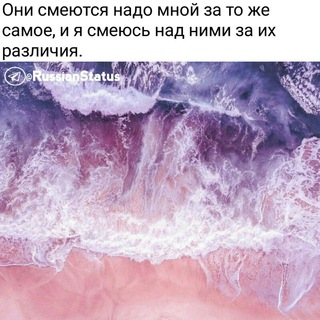 Они смеются надо мной за то же
самое, и я смеюсь над ними за их
различия.
@RussianStatus